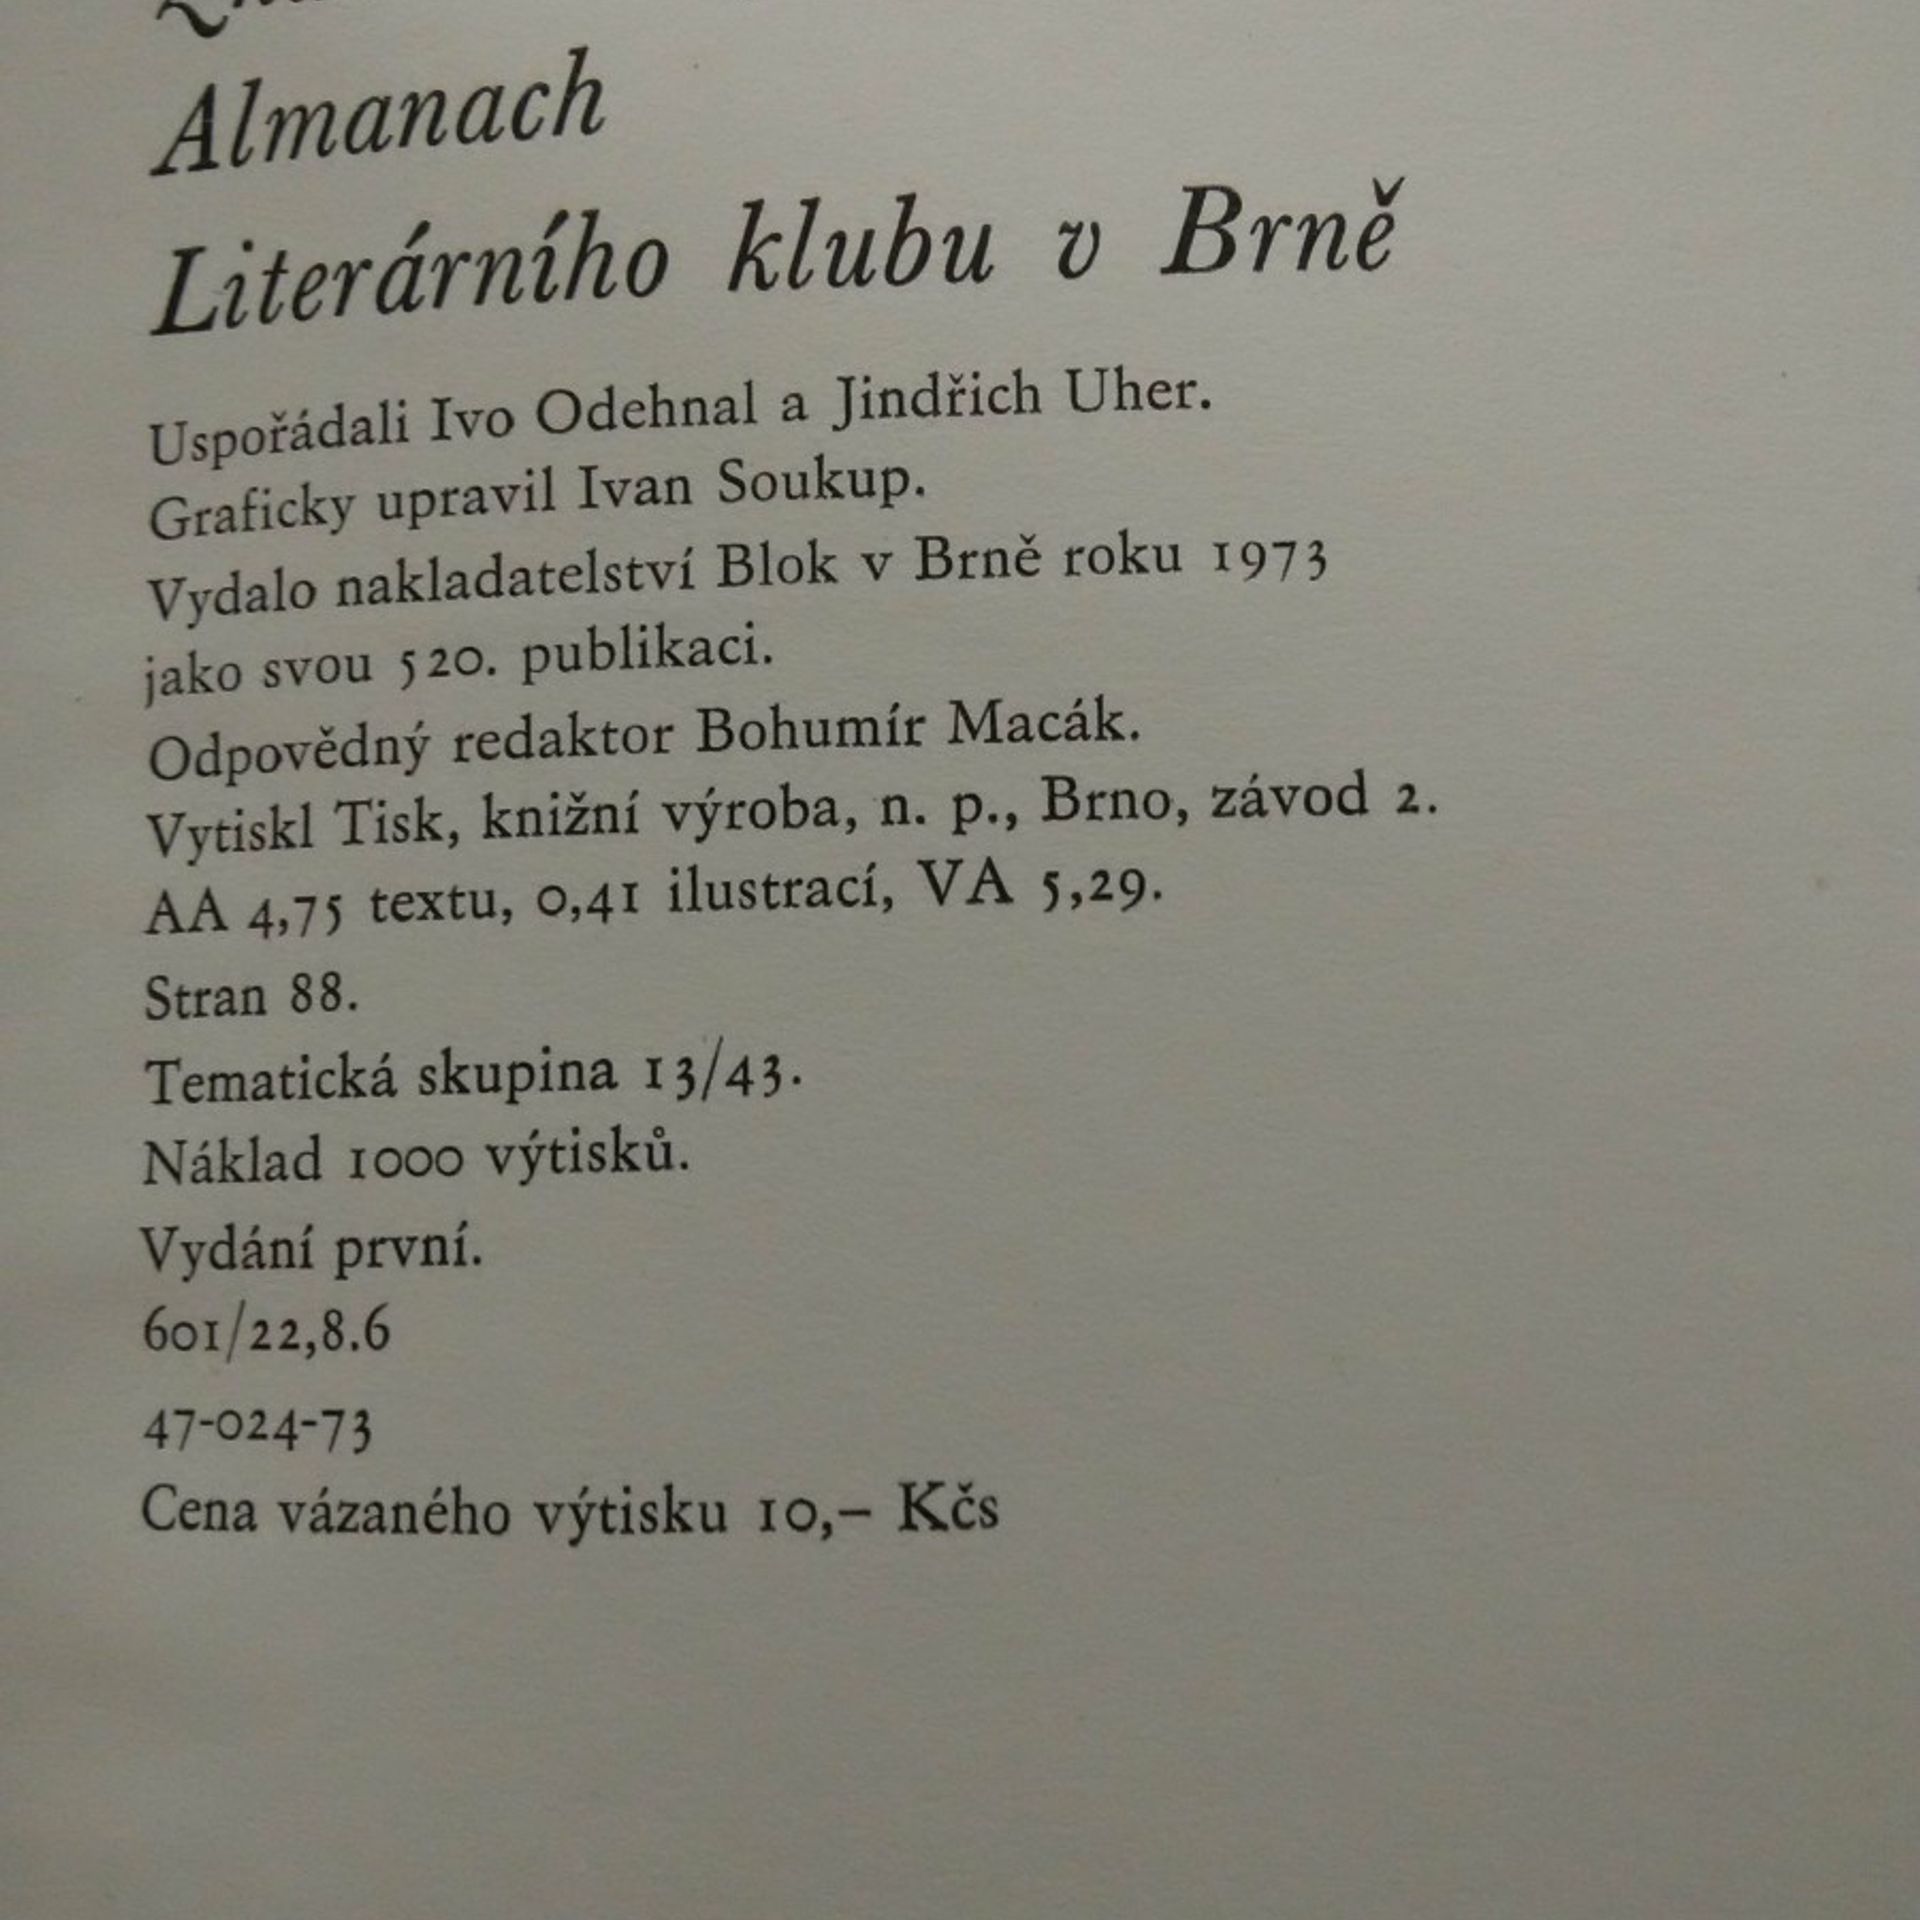 Almanach
Literárního klubu v Brně
Uspořádali Ivo Odehnal a Jindřich Uher.
Graficky upravil Ivan Soukup.
Vydalo nakladatelství Blok v Brně roku 1973
jako svou 520. publikaci.
Odpovědný redaktor Bohumír Macák.
Vytiskl Tisk, knižní výroba, n. p., Brno, závod 2.
AA 4,75 textu, 0,41 ilustrací, VA 5,29.
Stran 88.
Tematická skupina 13/43.
Náklad 1000 výtisků.
Vydání první.
601/22,8.6
47-024-73
Cena vázaného výtisku 10,– Kčs